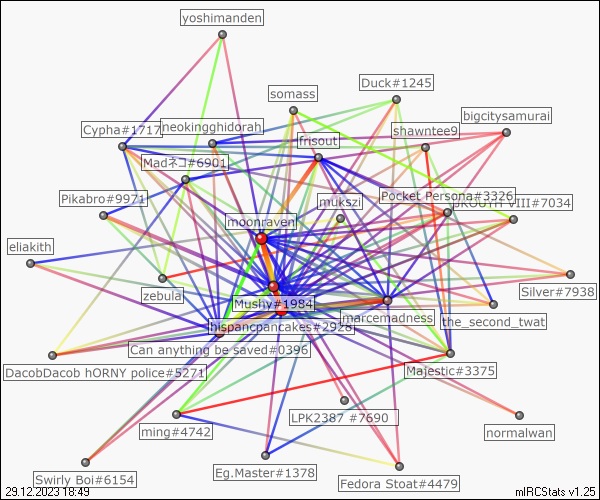 yoshimanden
Duck#1245
somass
bigcitysamurai
Cypha#1717
neokingghidorah
shawntee9
frisout
Madネコ#6901
Pikabro#9971
mukszi
Pocket Persona#3326
VIII#7034
moonraven
eliakith
zebula
Mushy#1984
Silver#7938
marcemadness
the_second_twat
hispancpancakes#2928
Can anything be saved#0396
DacobDacob hORNY police#5271
Majestic#3375
LPK2387 #7690
ming#4742
normalwan
Swirly Boi#6154
Eg.Master#1378
Fedora Stoat#4479
29.12.2023 18:49
mIRCStats v1.25